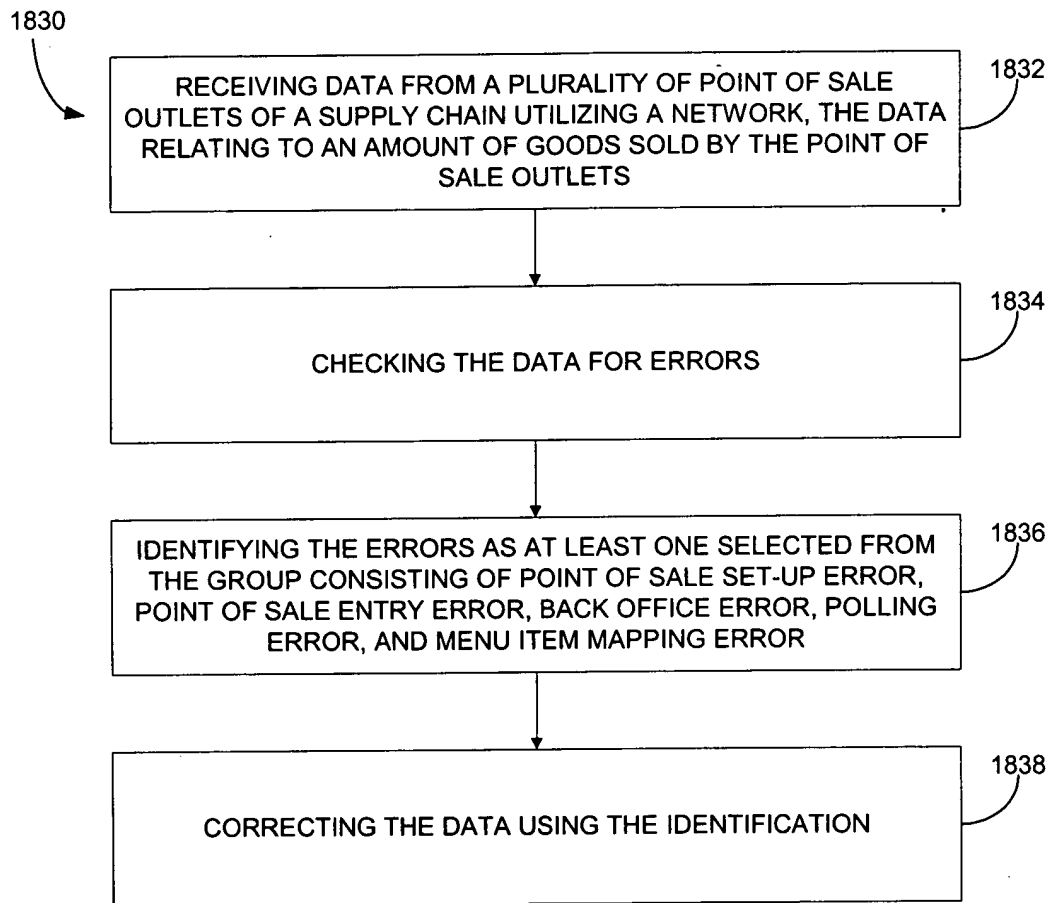 1830
RECEIVING DATA FROM A PLURALITY OF POINT OF SALE
OUTLETS OF A SUPPLY CHAIN UTILIZING A NETWORK, THE DATA
RELATING TO AN AMOUNT OF GOODS SOLD BY THE POINT OF
SALE OUTLETS
1832
CHECKING THE DATA FOR ERRORS
1834
IDENTIFYING THE ERRORS AS AT LEAST ONE SELECTED FROM
THE GROUP CONSISTING OF POINT OF SALE SET-UP ERROR,
POINT OF SALE ENTRY ERROR, BACK OFFICE ERROR, POLLING
ERROR, AND MENU ITEM MAPPING ERROR
1836
CORRECTING THE DATA USING THE IDENTIFICATION
1838